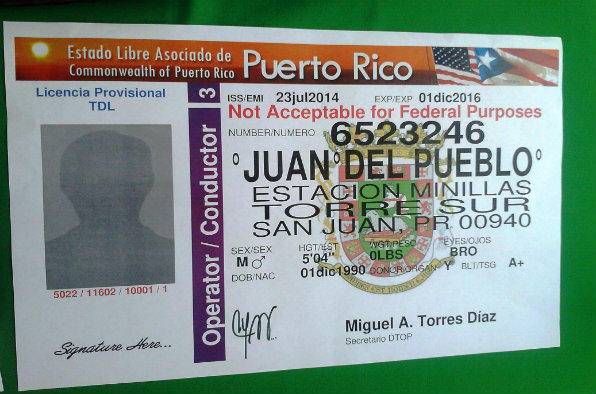 Estado Libre Asociado de
Commonwealth of Puerto Rico
Puerto Rico
Licencia Provisional
TDL
Operator / Conductor 3
ISS/EMI 23jul2014 EXP/EXP 01dic2016
Not Acceptable for Federal Purposes
NUMBER/NUMERO 6523246
°JUAN° DEL PUEBLO°
ESTACION MINILLAS
TORRE SUR
SAN JUAN, PR 00940
SEX/SEX M ♂ HGT/EST 5'04" WGT/PESO 0LBS EYES/OJOS BRO
DOB/NAC 01dic1990 DONOR/ORGAN Y BLT/TSG A+
5022 / 11602 / 10001 / 1
Signature Here...
Miguel A. Torres Díaz
Secretario DTOP